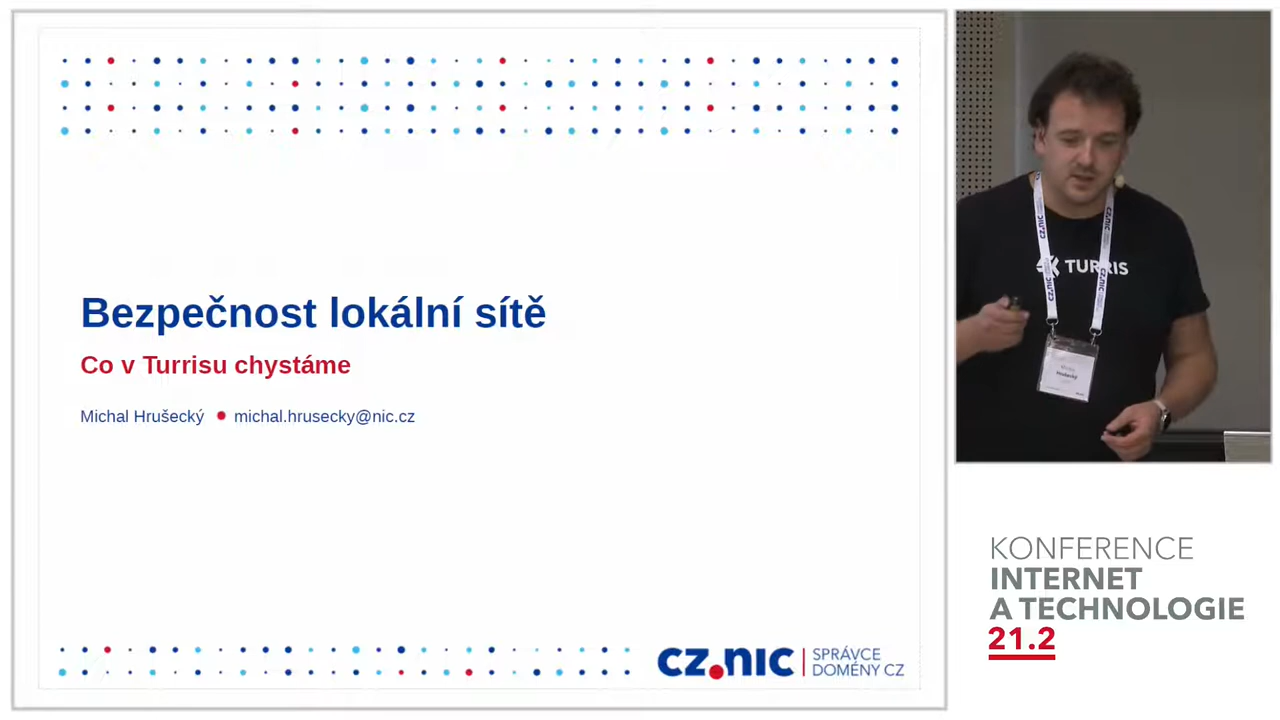 Bezpečnost lokální sítě
Co v Turrisu chystáme
Michal Hrušecký ● michal.hrusecky@nic.cz
CZ.NIC | SPRÁVCE
DOMÉNY CZ
TURRIS
Hrušecký
KONFERENCE
INTERNET
A TECHNOLOGIE
21.2